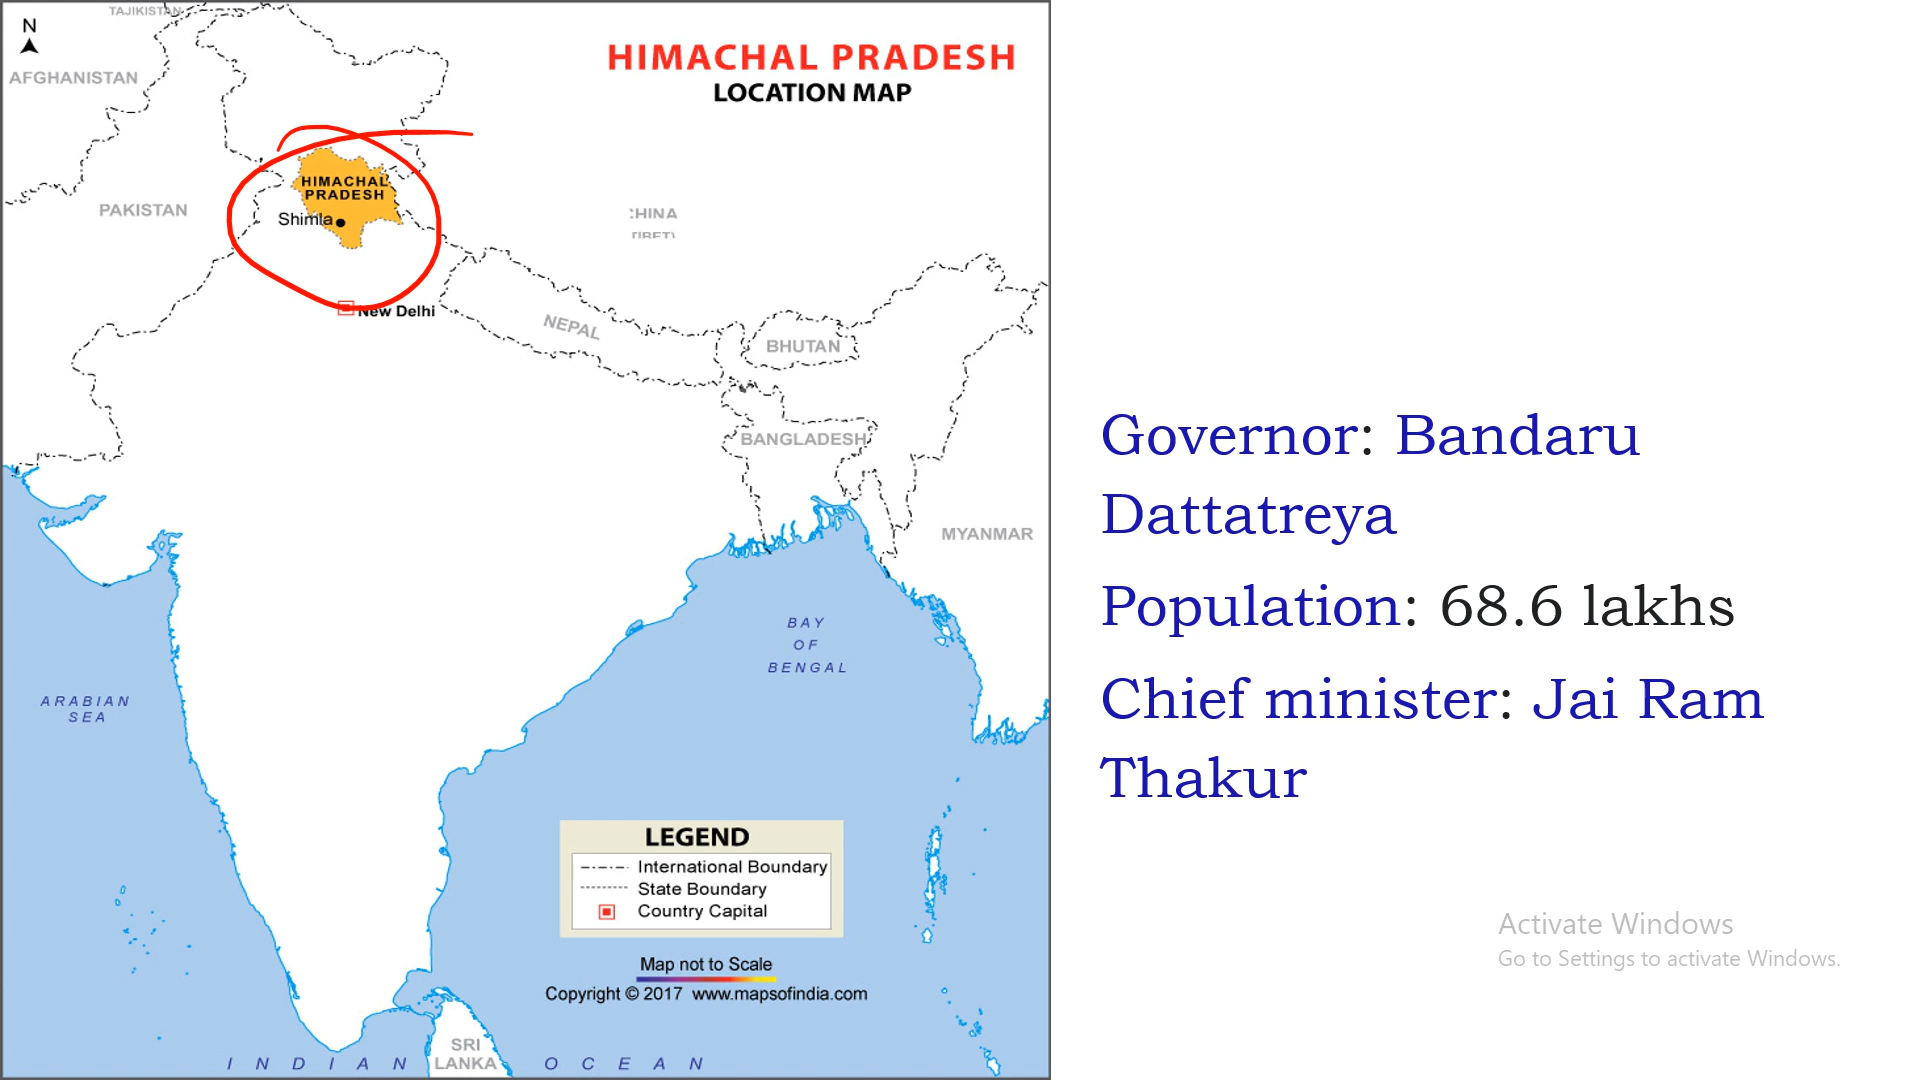 N
TAJIKISTAN
AFGHANISTAN
HIMACHAL PRADESH
LOCATION MAP
HIMACHAL
PRADESH
PAKISTAN
Shimla
:HINA
New Delhi
NEPAL
BHUTAN
BANGLADESH
MYANMAR
BAY
OF
BENGAL
ARABIAN
SEA
LEGEND
International Boundary
State Boundary
Country Capital
Map not to Scale
Copyright © 2017 www.mapsofindia.com
SRI
LANKA
INDIAN OCEAN
Governor: Bandaru
Dattatreya
Population: 68.6 lakhs
Chief minister: Jai Ram
Thakur
Activate Windows
Go to Settings to activate Windows.